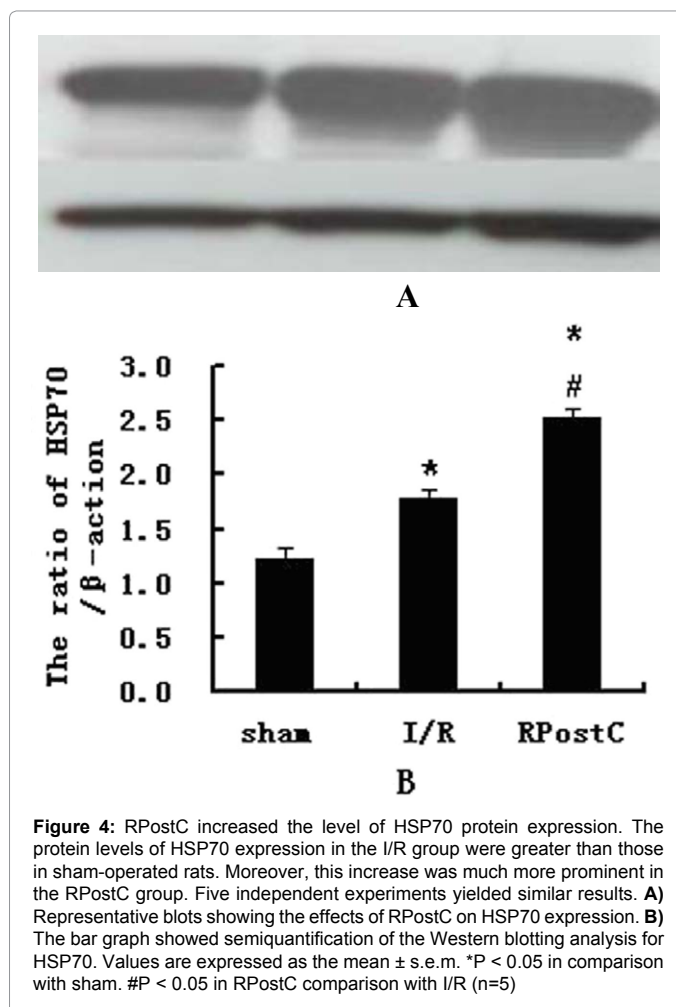 A
The ratio of HSP70
/β-action
3.0
2.5
2.0
1.5
1.0
0.5
0.0
*
*
#
sham I/R RPostC
B
Figure 4: RPostC increased the level of HSP70 protein expression. The
protein levels of HSP70 expression in the I/R group were greater than those
in sham-operated rats. Moreover, this increase was much more prominent in
the RPostC group. Five independent experiments yielded similar results. A)
Representative blots showing the effects of RPostC on HSP70 expression. B)
The bar graph showed semiquantification of the Western blotting analysis for
HSP70. Values are expressed as the mean ± s.e.m. *P < 0.05 in comparison
with sham. #P < 0.05 in RPostC comparison with I/R (n=5)